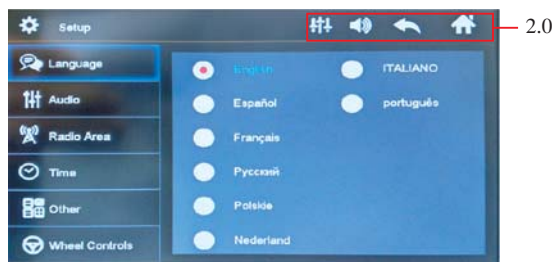 Setup
2.0
Language
English
ITALIANO
Audio
Español
português
Radio Area
Français
Time
Русский
Other
Polskie
Wheel Controls
Nederland